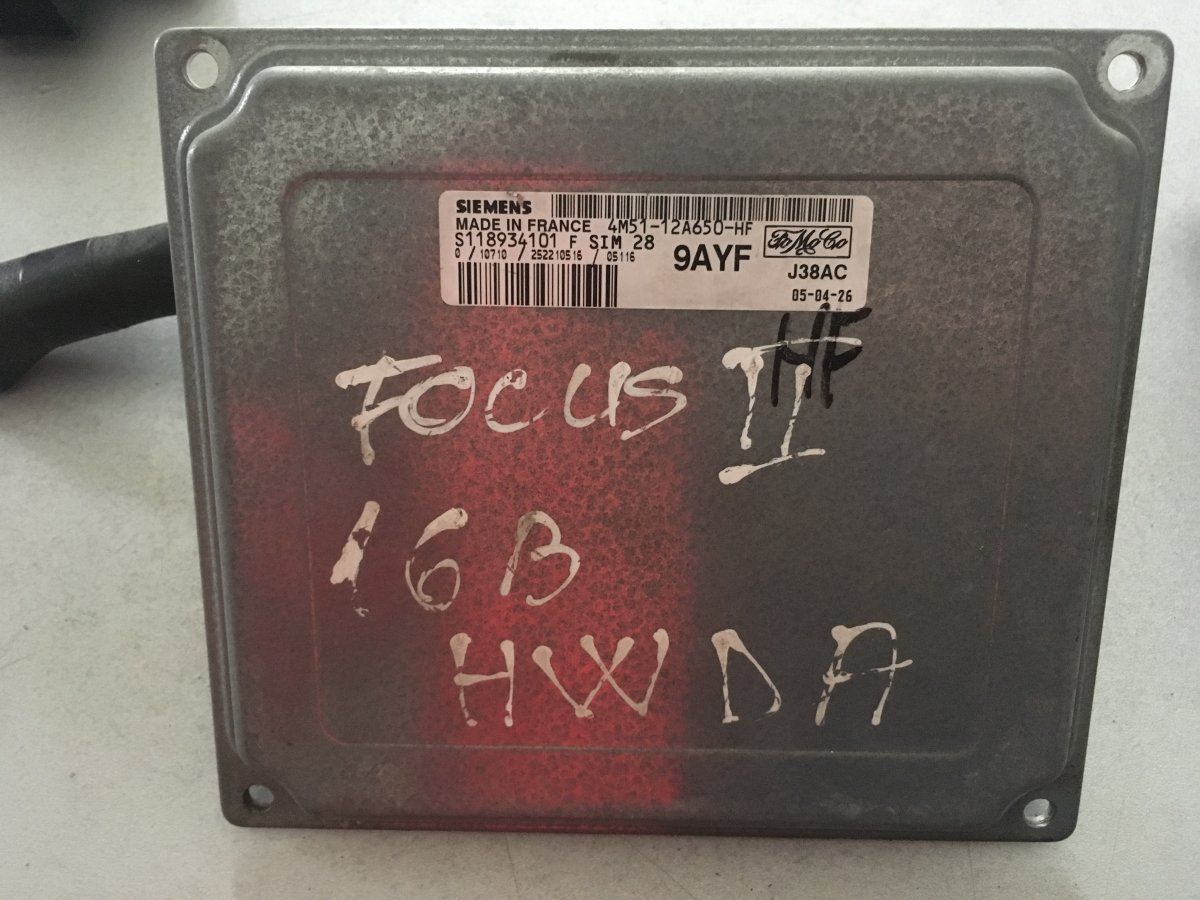 SIEMENS
MADE IN FRANCE 4M51-12A650-HF
S118934101 F SIM 28
0 / 10710 / 252210516 / 05116
9AYF
FoMoCo
J38AC
05-04-26
HF
FOCUS II
16B
HWDA